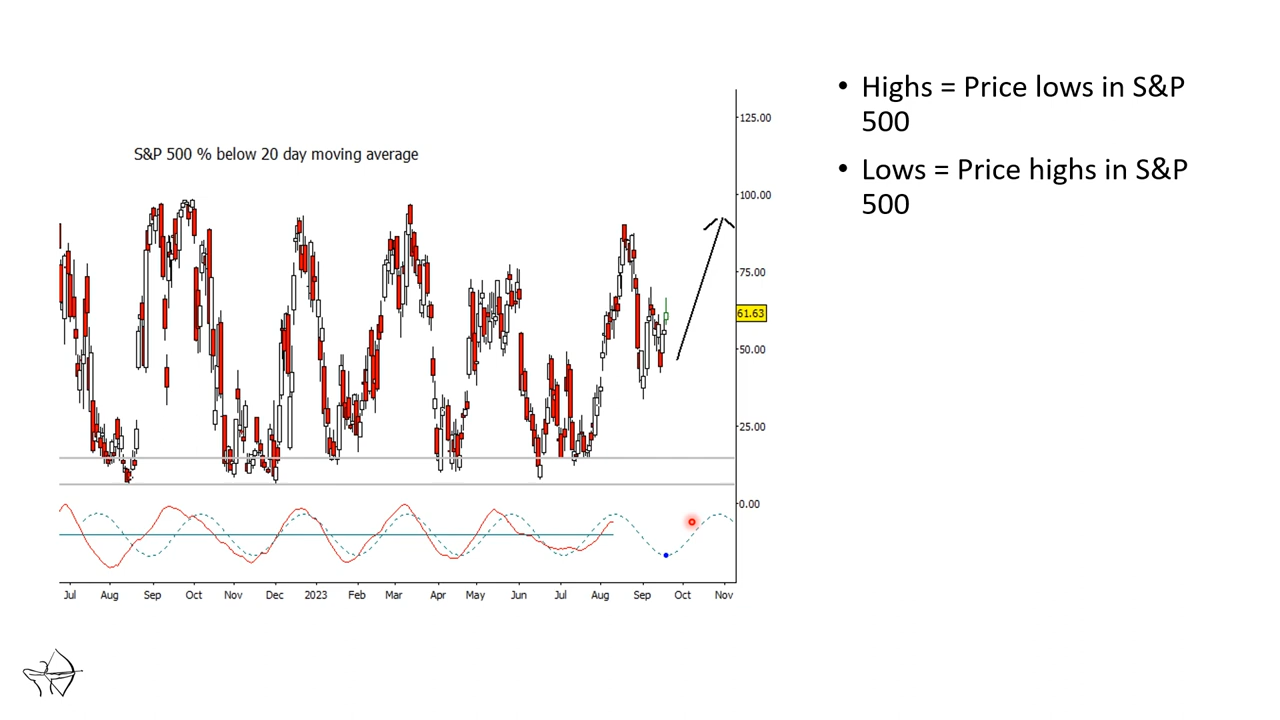 S&P 500 % below 20 day moving average
125.00
100.00
75.00
61.63
50.00
25.00
0.00
Jul Aug Sep Oct Nov Dec 2023 Feb Mar Apr May Jun Jul Aug Sep Oct Nov
• Highs = Price lows in S&P
500
• Lows = Price highs in S&P
500